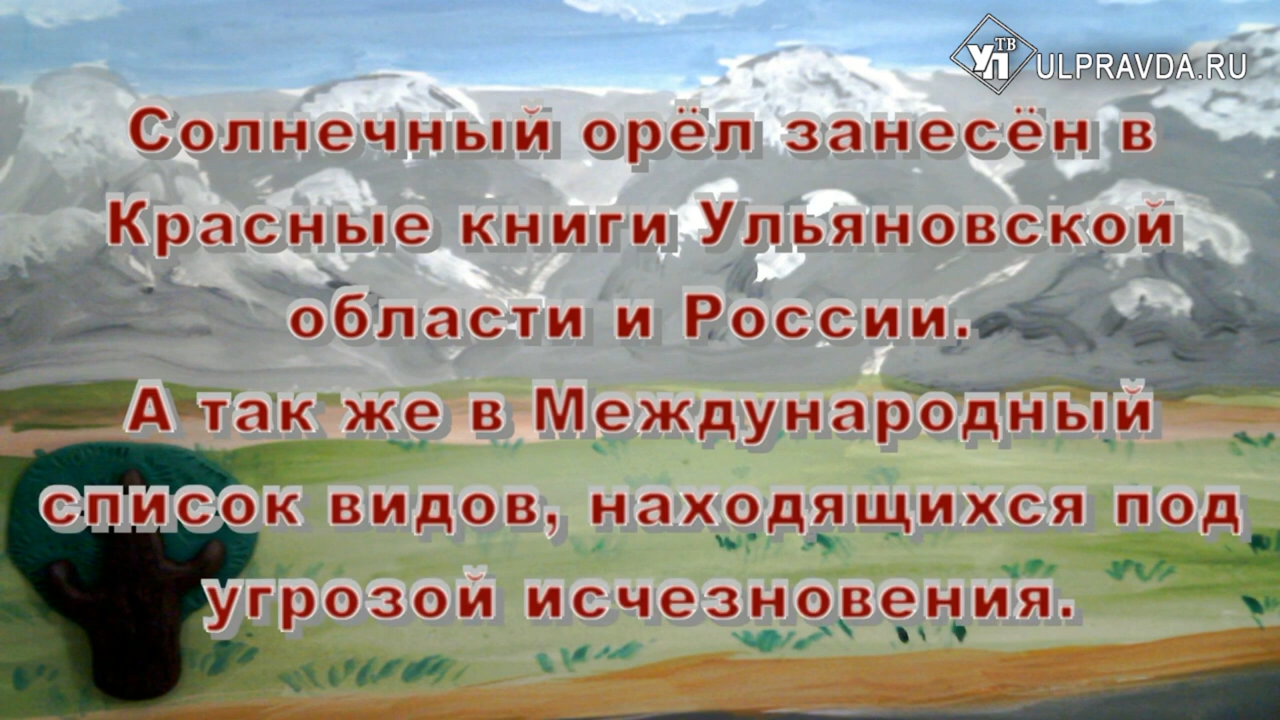 УП ТВ ULPRAVDA.RU
Солнечный орёл занесён в
Красные книги Ульяновской
области и России.
А так же в Международный
список видов, находящихся под
угрозой исчезновения.